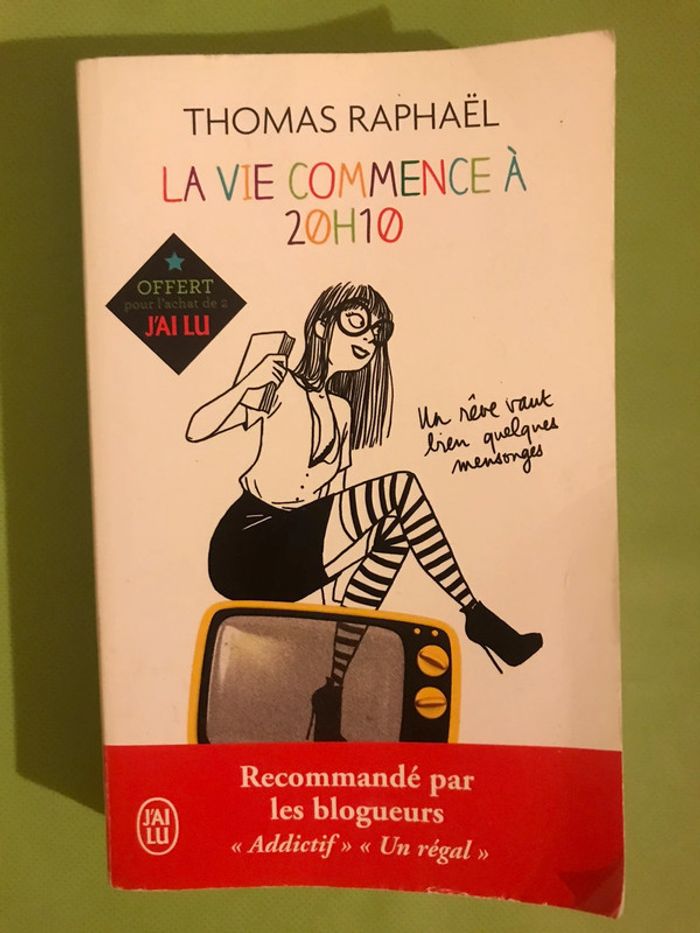 THOMAS RAPHAËL
LA VIE COMMENCE À
20H10
OFFERT
pour l'achat de 2
J'AI LU
Un rêve vaut
bien quelques
mensonges
Recommandé par
les blogueurs
« Addictif » « Un régal »
J'AI
LU